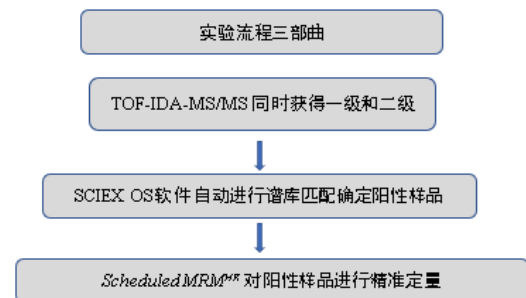 实验流程三部曲
TOF-IDA-MS/MS 同时获得一级和二级
SCIEX OS软件自动进行谱库匹配确定阳性样品
Scheduled MRMᴴᴿ 对阳性样品进行精准定量